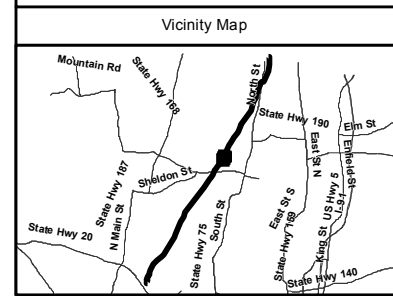 Vicinity Map
Mountain Rd
State Hwy 168
North St
State Hwy 190
Elm St
East St N
Enfield St
US Hwy 5
I-91
Sheldon St
State Hwy 187
N Main St
State Hwy 20
State Hwy 75
South St
East St S
State Hwy 159
King St
State Hwy 140